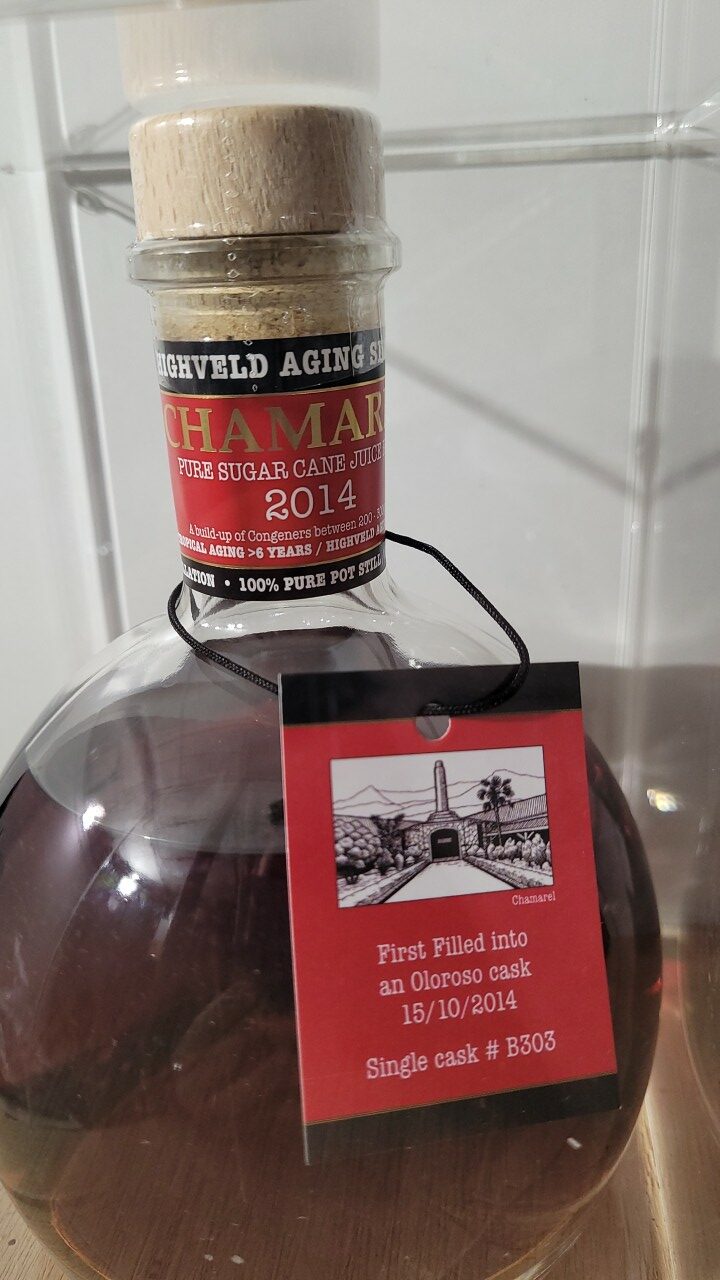 HIGHVELD AGING
CHAMAR
PURE SUGAR CANE JUICE
2014
A build-up of Congeners between 200 -
TROPICAL AGING >6 YEARS / HIGHVELD
LATION • 100% PURE POT STILL
Chamarel
First Filled into
an Oloroso cask
15/10/2014
Single cask # B303